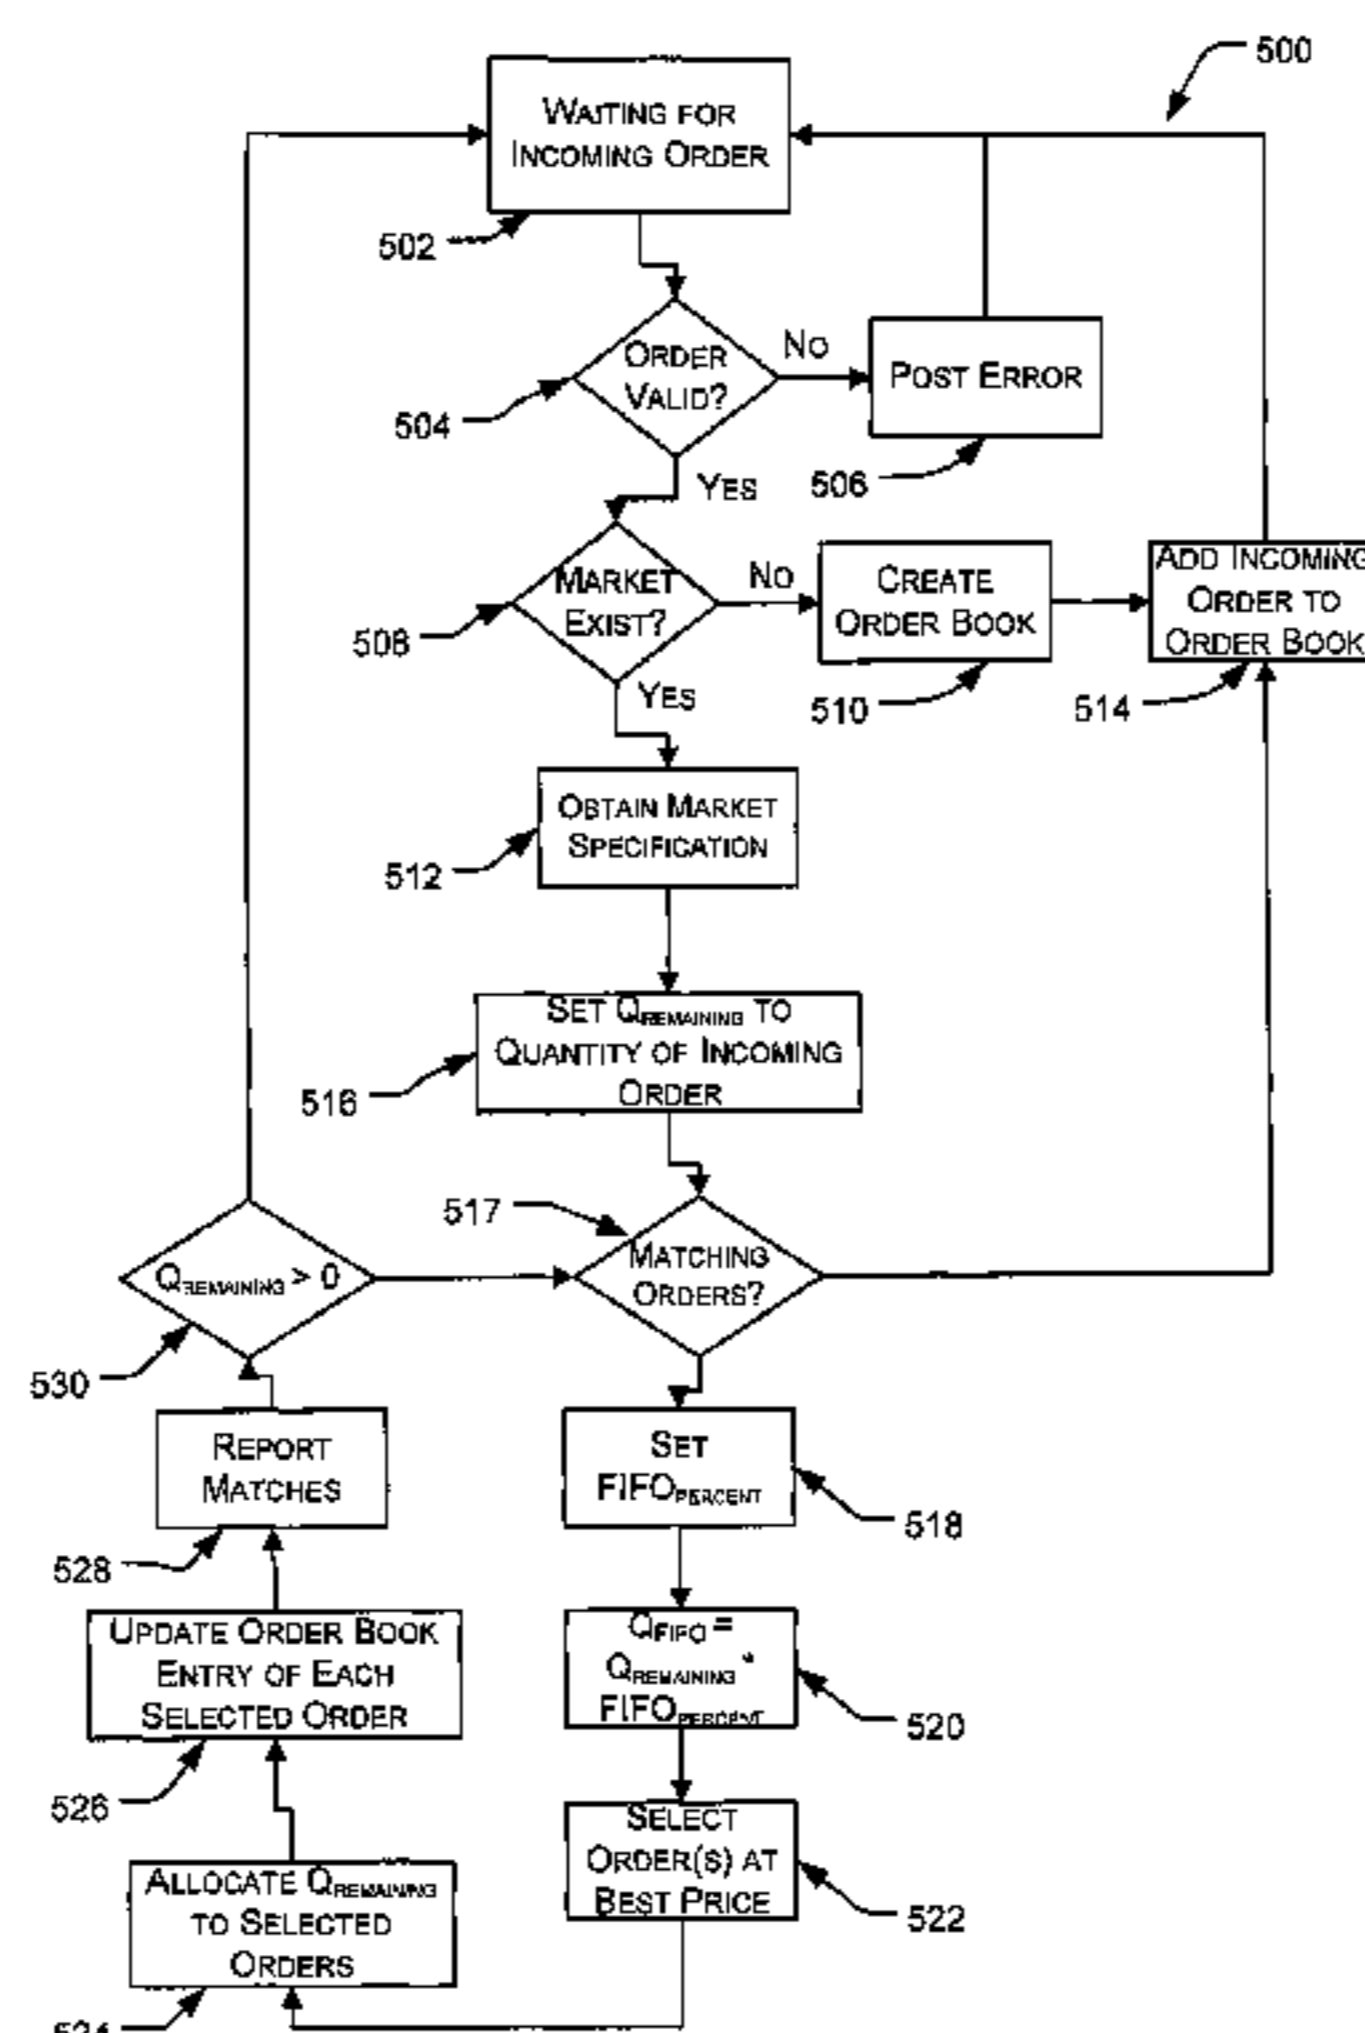 500
WAITING FOR
INCOMING ORDER
502
ORDER
VALID?
NO
POST ERROR
504
506
YES
MARKET
EXIST?
NO
CREATE
ORDER BOOK
ADD INCOMING
ORDER TO
ORDER BOOK
508
510
514
YES
OBTAIN MARKET
SPECIFICATION
512
SET QREMAINING TO
QUANTITY OF INCOMING
ORDER
516
517
QREMAINING > 0
MATCHING
ORDERS?
530
REPORT
MATCHES
SET
FIFOPERCENT
518
528
UPDATE ORDER BOOK
ENTRY OF EACH
SELECTED ORDER
QFIFO =
QREMAINING *
FIFOPERCENT
520
526
SELECT
ORDER(S) AT
BEST PRICE
522
ALLOCATE QREMAINING
TO SELECTED
ORDERS